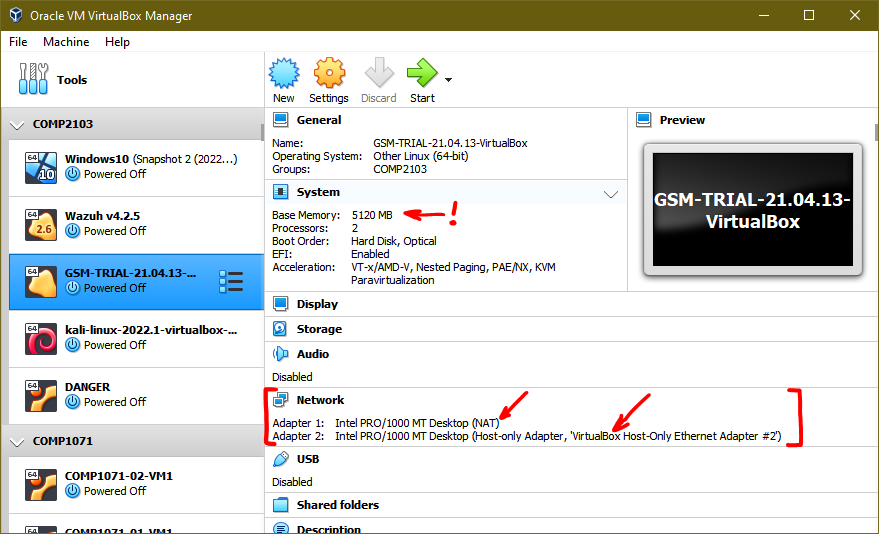 Oracle VM VirtualBox Manager
File Machine Help
Tools
New Settings Discard Start
COMP2103
64
10
Windows10 (Snapshot 2 (2022...)
Powered Off
64
2.6
Wazuh v4.2.5
Powered Off
64
GSM-TRIAL-21.04.13-...
Powered Off
64
kali-linux-2022.1-virtualbox-...
Powered Off
64
DANGER
Powered Off
COMP1071
64
COMP1071-02-VM1
Powered Off
64
COMP1071-01-VM1
General
Name: GSM-TRIAL-21.04.13-VirtualBox
Operating System: Other Linux (64-bit)
Groups: COMP2103
System
Base Memory: 5120 MB !
Processors: 2
Boot Order: Hard Disk, Optical
EFI: Enabled
Acceleration: VT-x/AMD-V, Nested Paging, PAE/NX, KVM
Paravirtualization
Preview
GSM-TRIAL-21.04.13-
VirtualBox
Display
Storage
Audio
Disabled
Network
Adapter 1: Intel PRO/1000 MT Desktop (NAT)
Adapter 2: Intel PRO/1000 MT Desktop (Host-only Adapter, 'VirtualBox Host-Only Ethernet Adapter #2')
USB
Disabled
Shared folders
Description